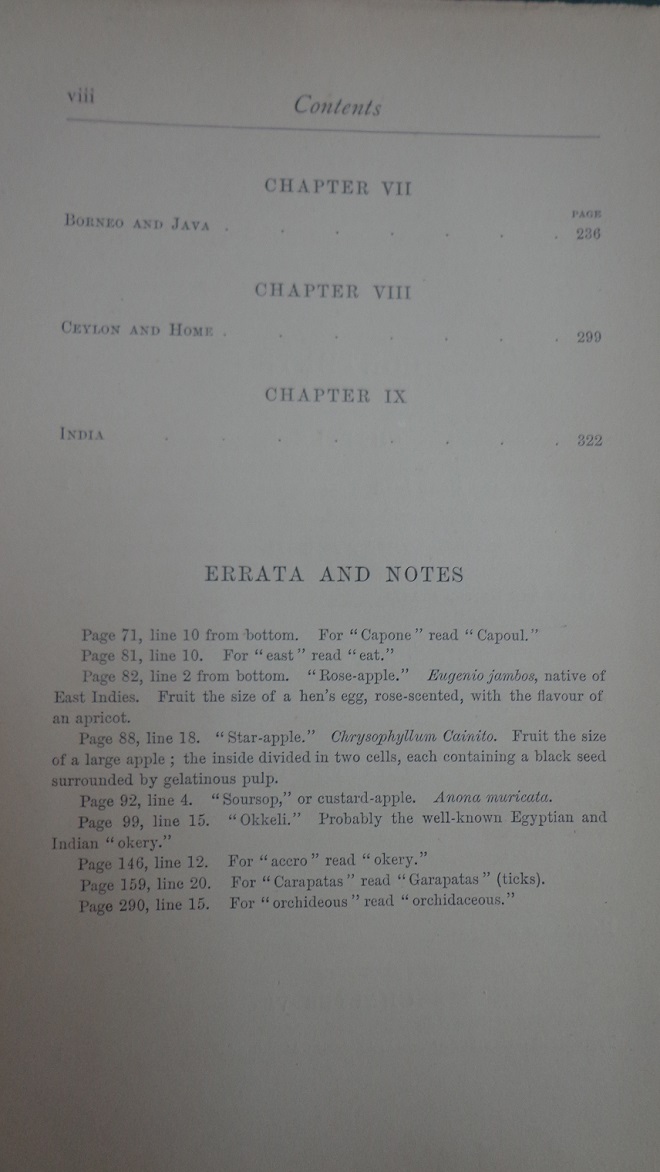 viii
Contents
CHAPTER VII
PAGE
BORNEO AND JAVA . . . . . . . 236
CHAPTER VIII
CEYLON AND HOME . . . . . . . 299
CHAPTER IX
INDIA . . . . . . . 322
ERRATA AND NOTES
Page 71, line 10 from bottom. For “Capone” read “Capoul.”
Page 81, line 10. For “east” read “eat.”
Page 82, line 2 from bottom. “Rose-apple.” Eugenio jambos, native of
East Indies. Fruit the size of a hen's egg, rose-scented, with the flavour of
an apricot.
Page 88, line 18. “Star-apple.” Chrysophyllum Cainito. Fruit the size
of a large apple ; the inside divided in two cells, each containing a black seed
surrounded by gelatinous pulp.
Page 92, line 4. “Soursop,” or custard-apple. Anona muricata.
Page 99, line 15. “Okkeli.” Probably the well-known Egyptian and
Indian “okery.”
Page 146, line 12. For “accro” read “okery.”
Page 159, line 20. For “Carapatas” read “Garapatas” (ticks).
Page 290, line 15. For “orchideous” read “orchidaceous.”